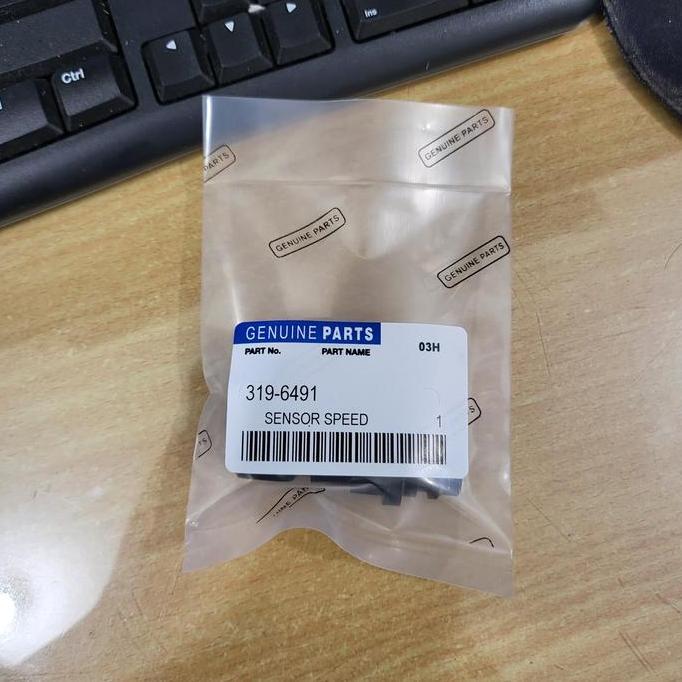 Ins
Ctrl
PARTS
GENUINE PARTS
GENUINE PARTS
GENUINE PARTS
GENUINE PARTS
PART No.
PART NAME
03H
319-6491
SENSOR SPEED
1